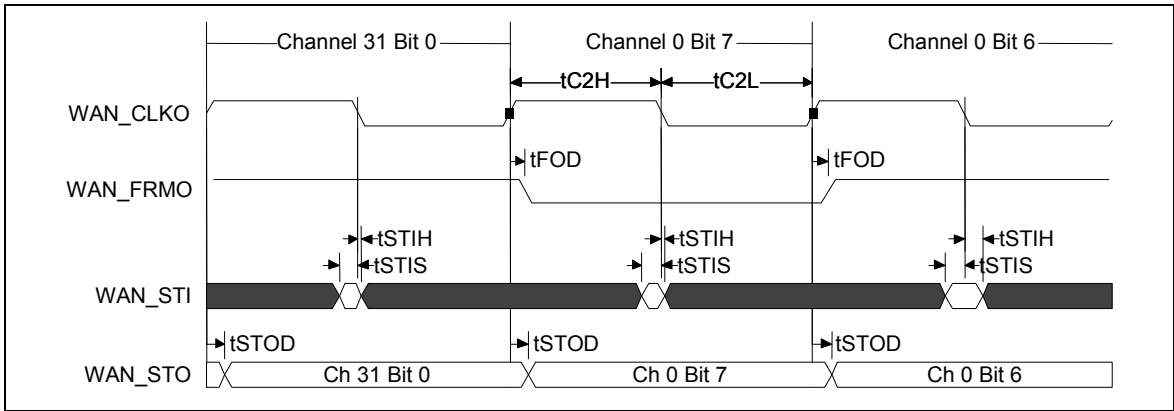 Channel 31 Bit 0 Channel 0 Bit 7 Channel 0 Bit 6
tC2H tC2L
WAN_CLKO
tFOD tFOD
WAN_FRMO
tSTIH tSTIH tSTIH
tSTIS tSTIS tSTIS
WAN_STI
tSTOD tSTOD tSTOD
WAN_STO Ch 31 Bit 0 Ch 0 Bit 7 Ch 0 Bit 6